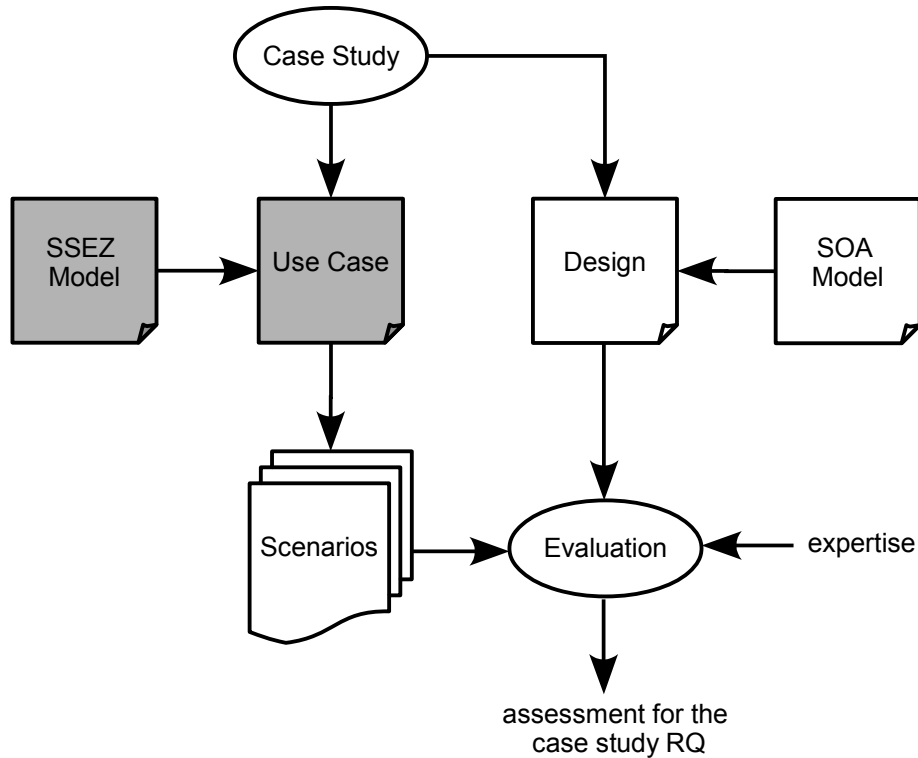 Case Study
SSEZ
Model
Use Case
Design
SOA
Model
Scenarios
Evaluation
expertise
assessment for the
case study RQ